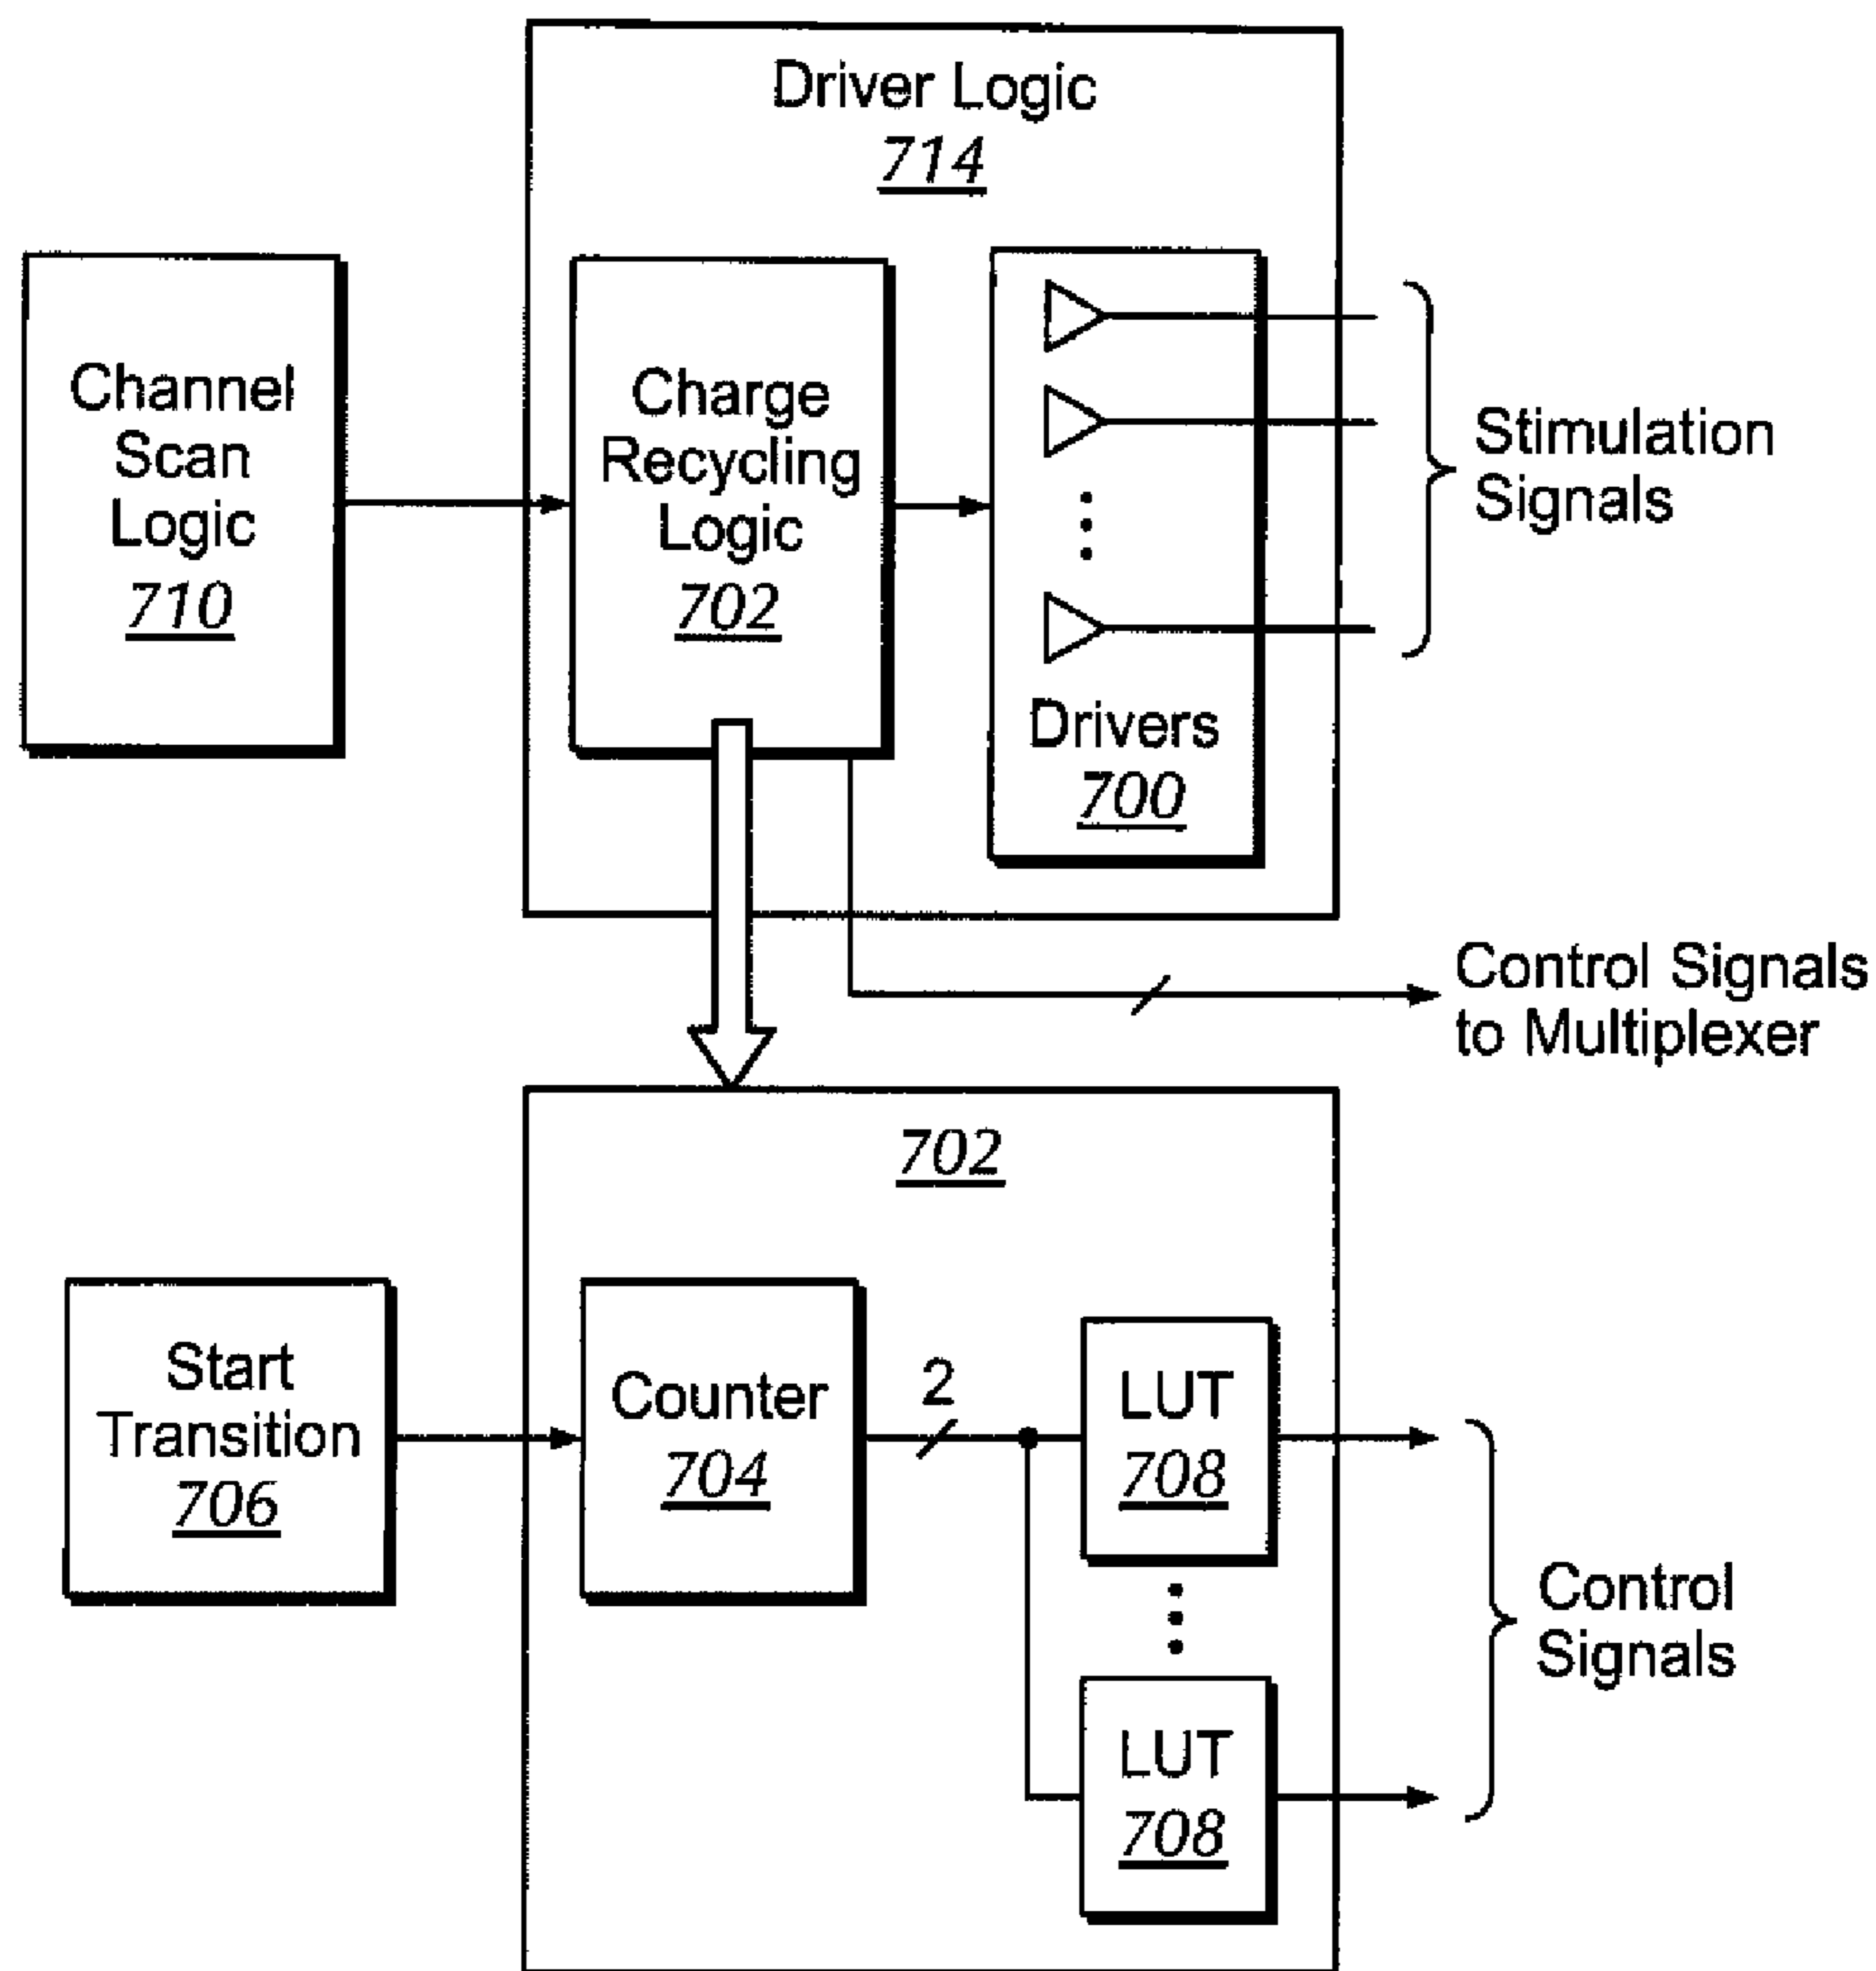 Driver Logic
714
Channel
Scan
Logic
710
Charge
Recycling
Logic
702
Drivers
700
Stimulation
Signals
Control Signals
to Multiplexer
702
Start
Transition
706
Counter
704
2
LUT
708
LUT
708
Control
Signals